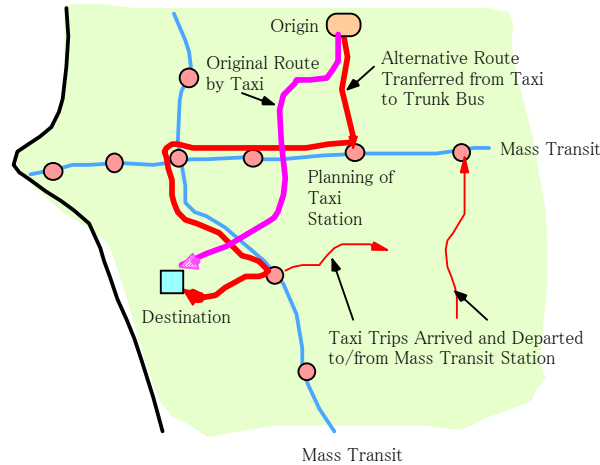 Origin
Original Route
by Taxi
Alternative Route
Tranferred from Taxi
to Trunk Bus
Mass Transit
Planning of
Taxi
Station
Destination
Taxi Trips Arrived and Departed
to/from Mass Transit Station
Mass Transit